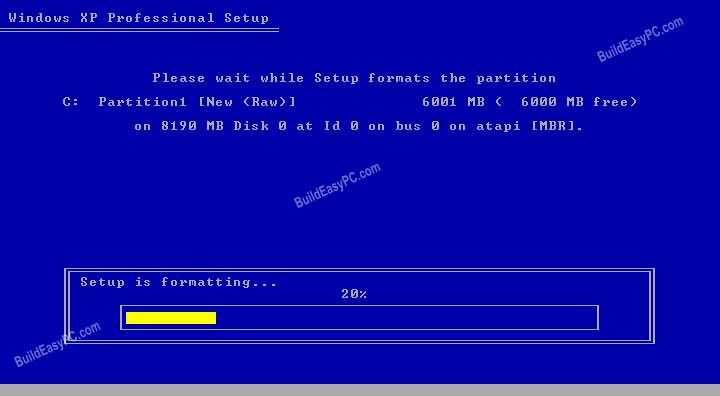 Windows XP Professional Setup
BuildEasyPC.com
Please wait while Setup formats the partition
C: Partition1 [New (Raw)] 6001 MB ( 6000 MB free)
on 8190 MB Disk 0 at Id 0 on bus 0 on atapi [MBR].
BuildEasyPC.com
Setup is formatting...
20%
BuildEasyPC.com